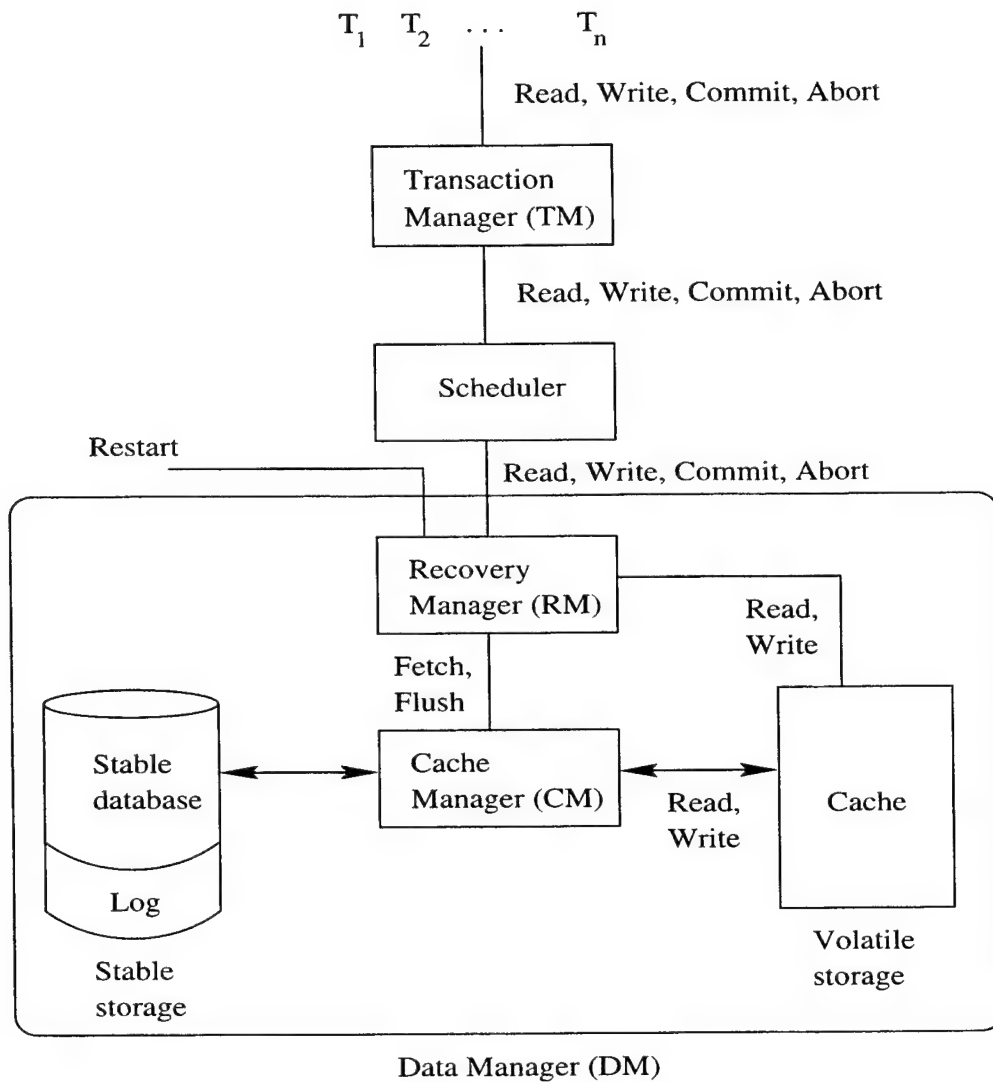 T1 T2 ... Tn
Read, Write, Commit, Abort
Transaction
Manager (TM)
Read, Write, Commit, Abort
Scheduler
Restart
Read, Write, Commit, Abort
Recovery
Manager (RM)
Read,
Write
Fetch,
Flush
Stable
database
Cache
Manager (CM)
Read,
Write
Cache
Log
Stable
storage
Volatile
storage
Data Manager (DM)